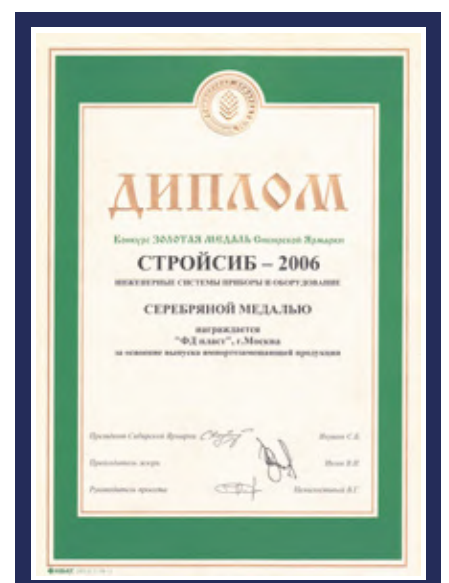 ДИПЛОМ
Конкурс ЗОЛОТАЯ МЕДАЛЬ Сибирской Ярмарки
СТРОЙСИБ – 2006
ИНЖЕНЕРНЫЕ СИСТЕМЫ ПРИБОРЫ И ОБОРУДОВАНИЕ
СЕРЕБРЯНОЙ МЕДАЛЬЮ
награждается
"ФД пласт", г.Москва
за освоение выпуска импортозамещающей продукции
Президент Сибирской Ярмарки
Председатель жюри
Руководитель проекта